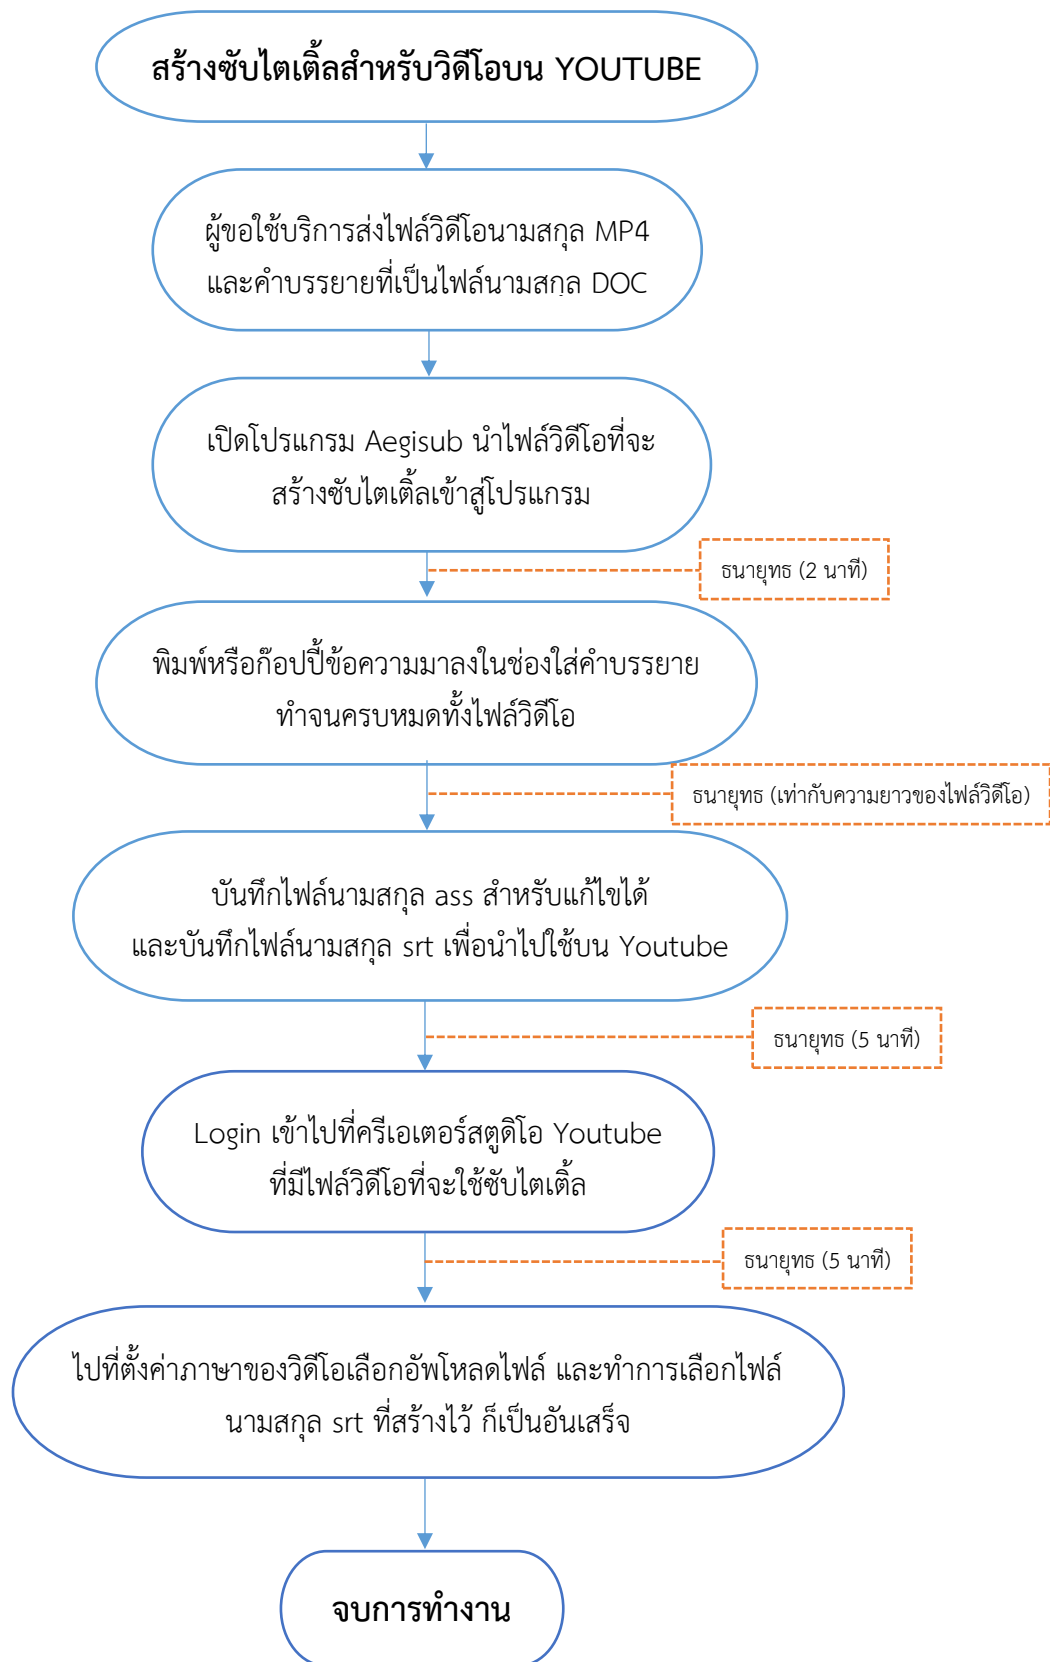 สร้างซับไตเติ้ลสำหรับวิดีโอบน YOUTUBE
ผู้ขอใช้บริการส่งไฟล์วิดีโอนามสกุล MP4
และคำบรรยายที่เป็นไฟล์นามสกุล DOC
เปิดโปรแกรม Aegisub นำไฟล์วิดีโอที่จะ
สร้างซับไตเติ้ลเข้าสู่โปรแกรม
ธนายุทธ (2 นาที)
พิมพ์หรือก๊อปปี้ข้อความมาลงในช่องใส่คำบรรยาย
ทำจนครบหมดทั้งไฟล์วิดีโอ
ธนายุทธ (เท่ากับความยาวของไฟล์วิดีโอ)
บันทึกไฟล์นามสกุล ass สำหรับแก้ไขได้
และบันทึกไฟล์นามสกุล srt เพื่อนำไปใช้บน Youtube
ธนายุทธ (5 นาที)
Login เข้าไปที่ครีเอเตอร์สตูดิโอ Youtube
ที่มีไฟล์วิดีโอที่จะใช้ซับไตเติ้ล
ธนายุทธ (5 นาที)
ไปที่ตั้งค่าภาษาของวิดีโอเลือกอัพโหลดไฟล์ และทำการเลือกไฟล์
นามสกุล srt ที่สร้างไว้ ก็เป็นอันเสร็จ
จบการทำงาน